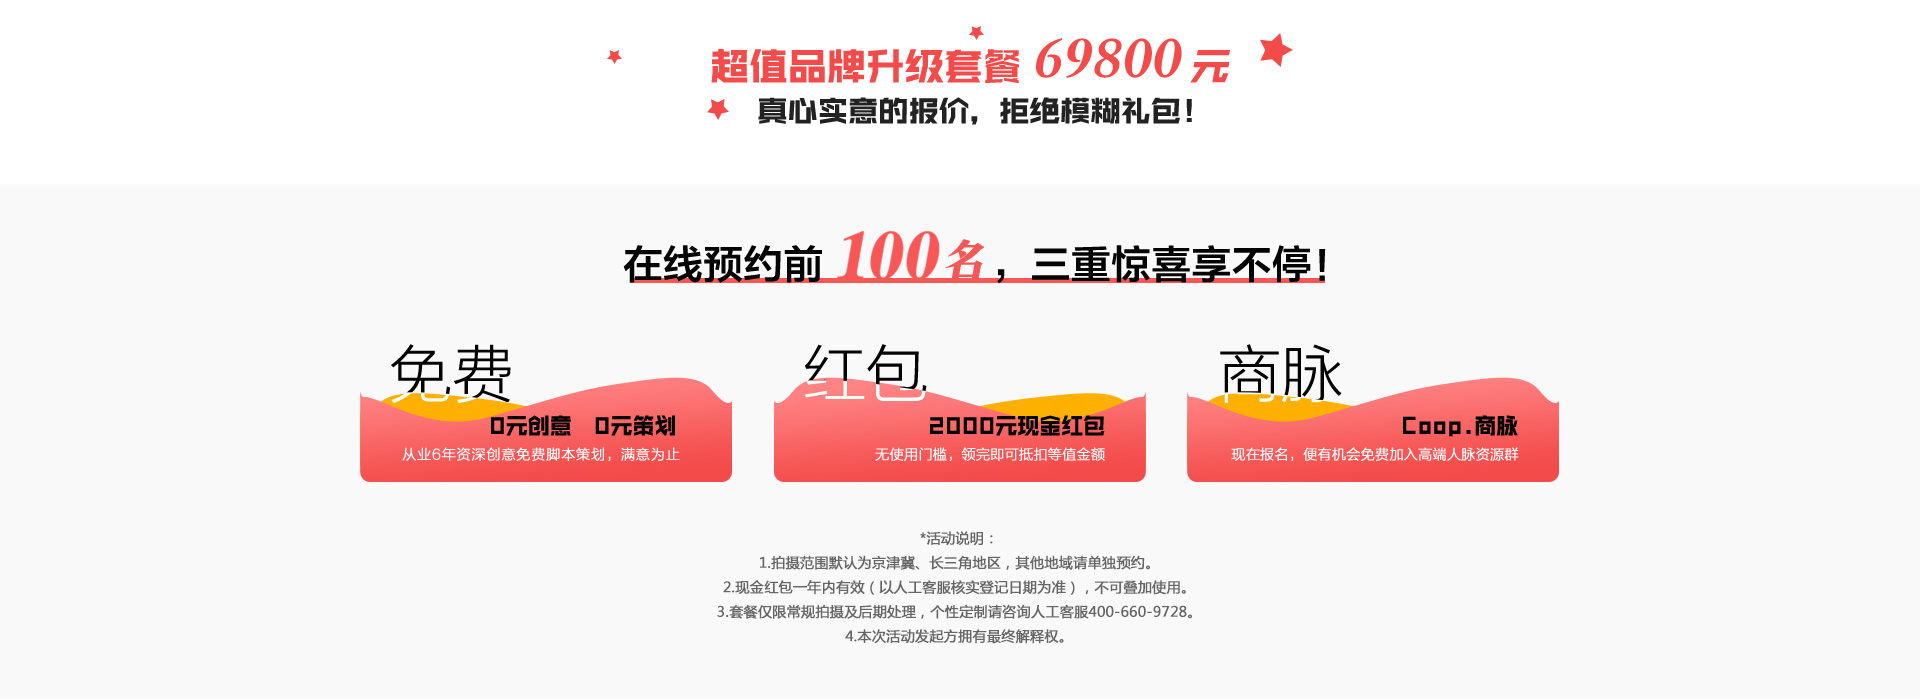 超值品牌升级套餐 69800 元
真心实意的报价，拒绝模糊礼包！
在线预约前 100 名，三重惊喜享不停！
免费
0元创意　0元策划
从业6年资深创意免费脚本策划，满意为止
红包
2000元现金红包
无使用门槛，领完即可抵扣等值金额
商脉
Coop.商脉
现在报名，便有机会免费加入高端人脉资源群
*活动说明：
1.拍摄范围默认为京津冀、长三角地区，其他地域请单独预约。
2.现金红包一年内有效（以人工客服核实登记日期为准），不可叠加使用。
3.套餐仅限常规拍摄及后期处理，个性定制请咨询人工客服400-660-9728。
4.本次活动发起方拥有最终解释权。